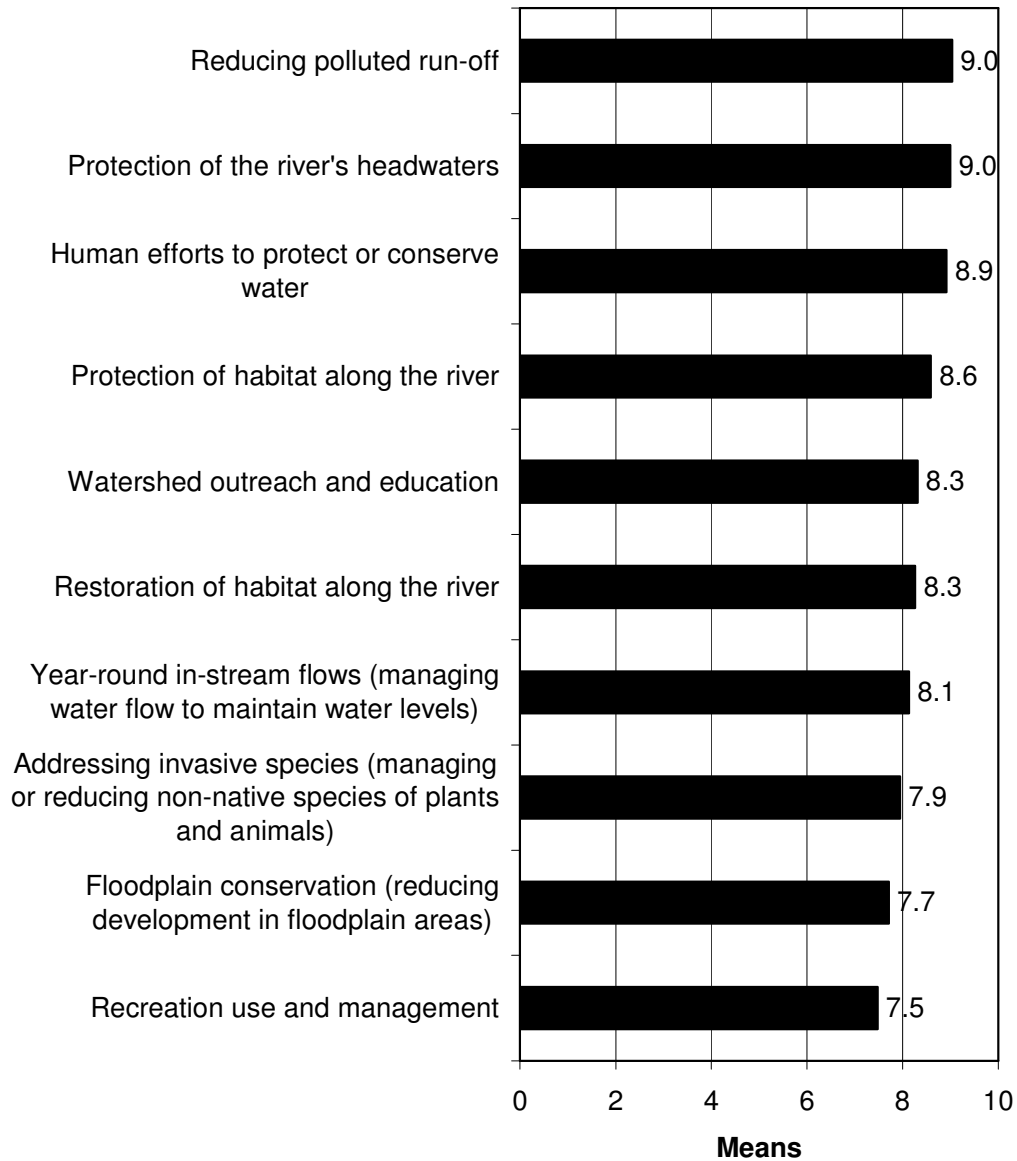 Reducing polluted run-off
9.0
Protection of the river's headwaters
9.0
Human efforts to protect or conserve
water
8.9
Protection of habitat along the river
8.6
Watershed outreach and education
8.3
Restoration of habitat along the river
8.3
Year-round in-stream flows (managing
water flow to maintain water levels)
8.1
Addressing invasive species (managing
or reducing non-native species of plants
and animals)
7.9
Floodplain conservation (reducing
development in floodplain areas)
7.7
Recreation use and management
7.5
0 2 4 6 8 10
Means